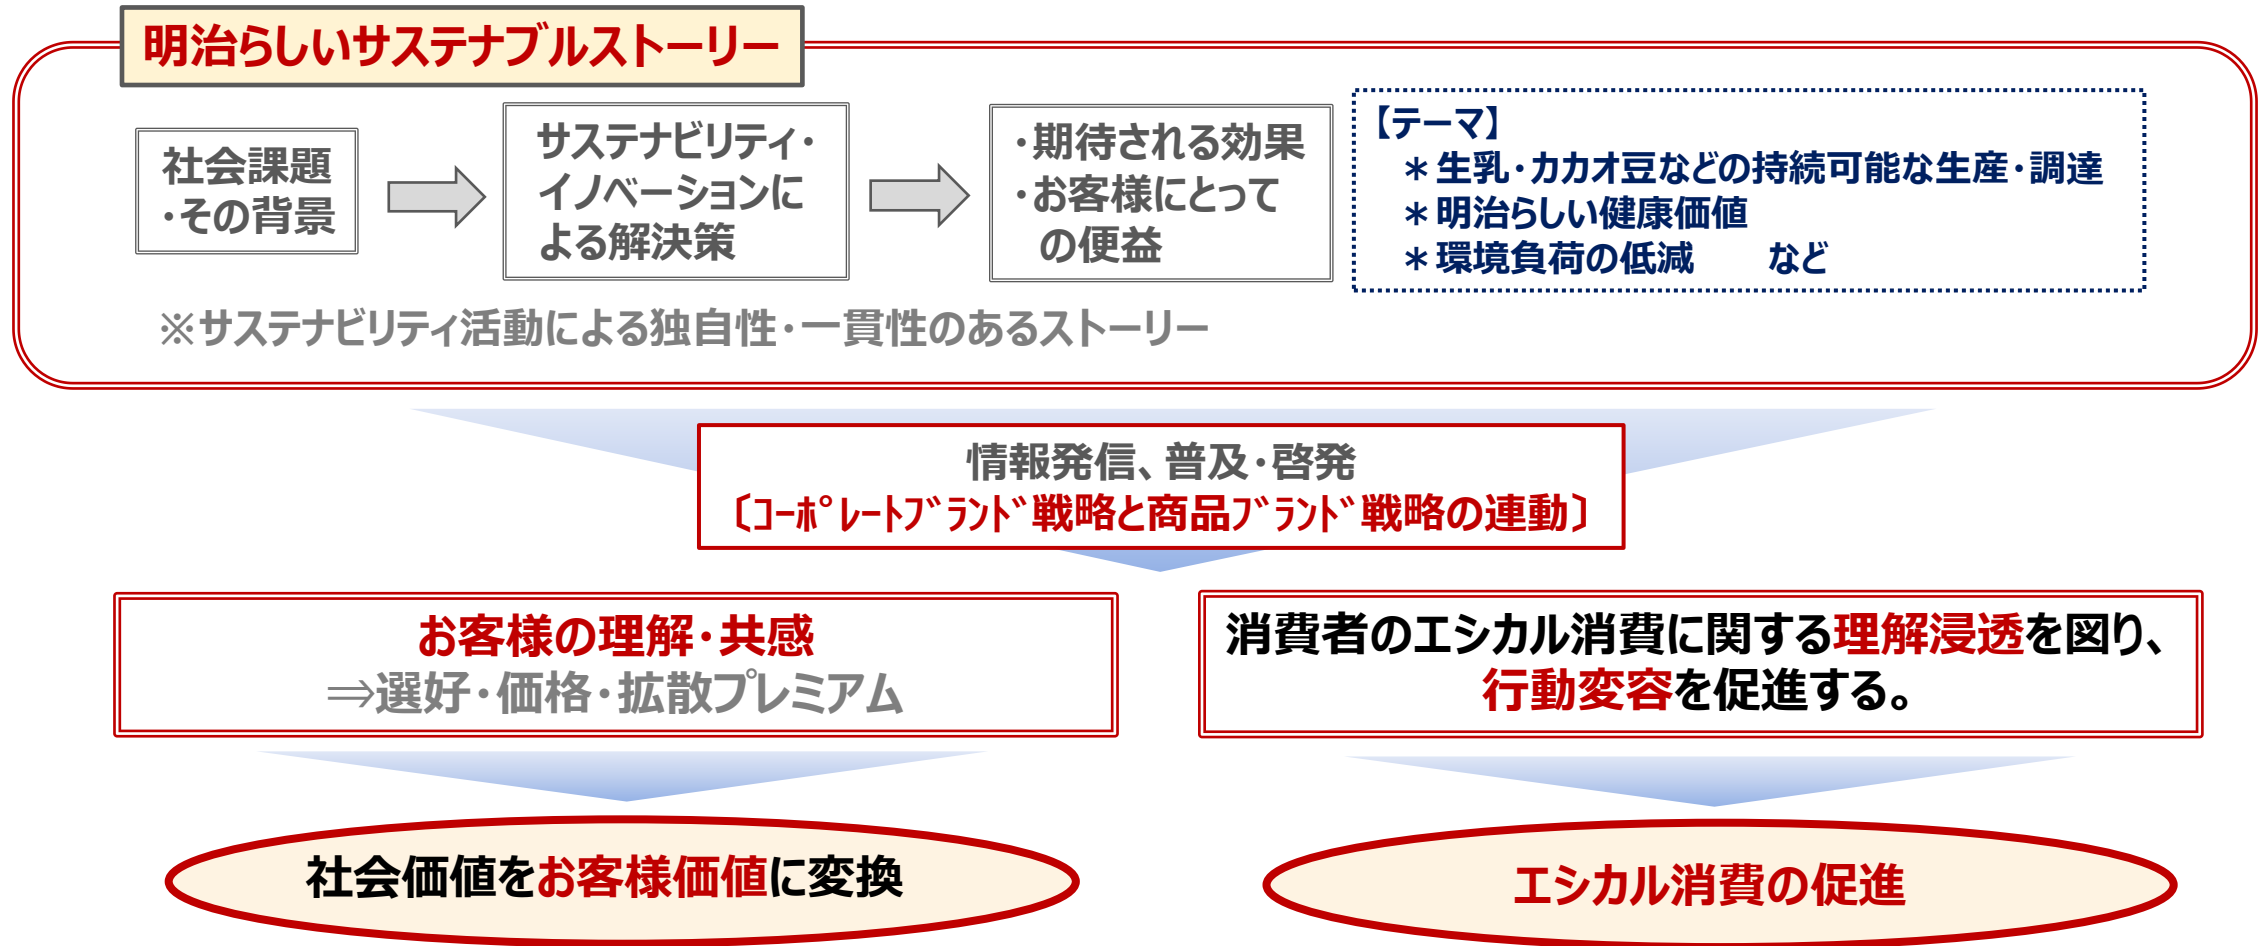 明治らしいサステナブルストーリー
社会課題
・その背景
サステナビリティ・
イノベーションに
よる解決策
・期待される効果
・お客様にとって
の便益
【テーマ】
＊生乳・カカオ豆などの持続可能な生産・調達
＊明治らしい健康価値
＊環境負荷の低減　　など
※サステナビリティ活動による独自性・一貫性のあるストーリー
情報発信、普及・啓発
〔ｺｰﾎﾟﾚｰﾄﾌﾞﾗﾝﾄﾞ戦略と商品ﾌﾞﾗﾝﾄﾞ戦略の連動〕
お客様の理解・共感
⇒選好・価格・拡散プレミアム
消費者のエシカル消費に関する理解浸透を図り、
行動変容を促進する。
社会価値をお客様価値に変換
エシカル消費の促進